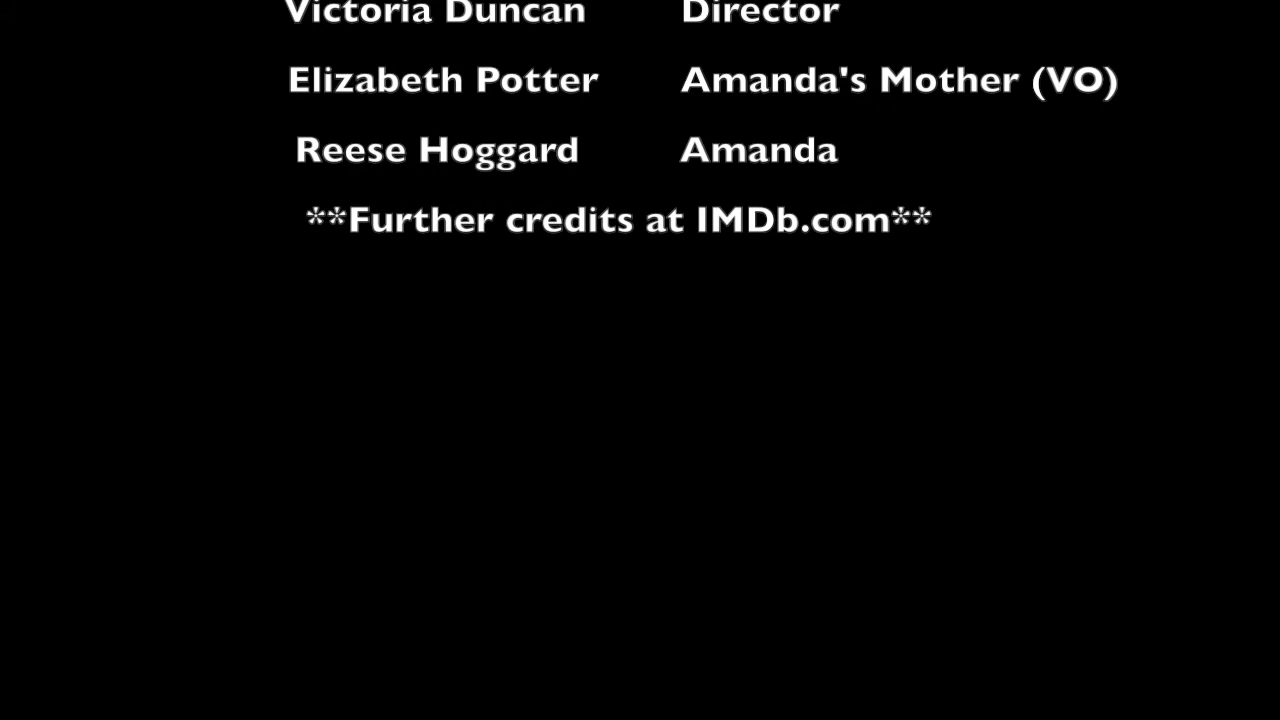 Victoria Duncan Director
Elizabeth Potter Amanda's Mother (VO)
Reese Hoggard Amanda
**Further credits at IMDb.com**